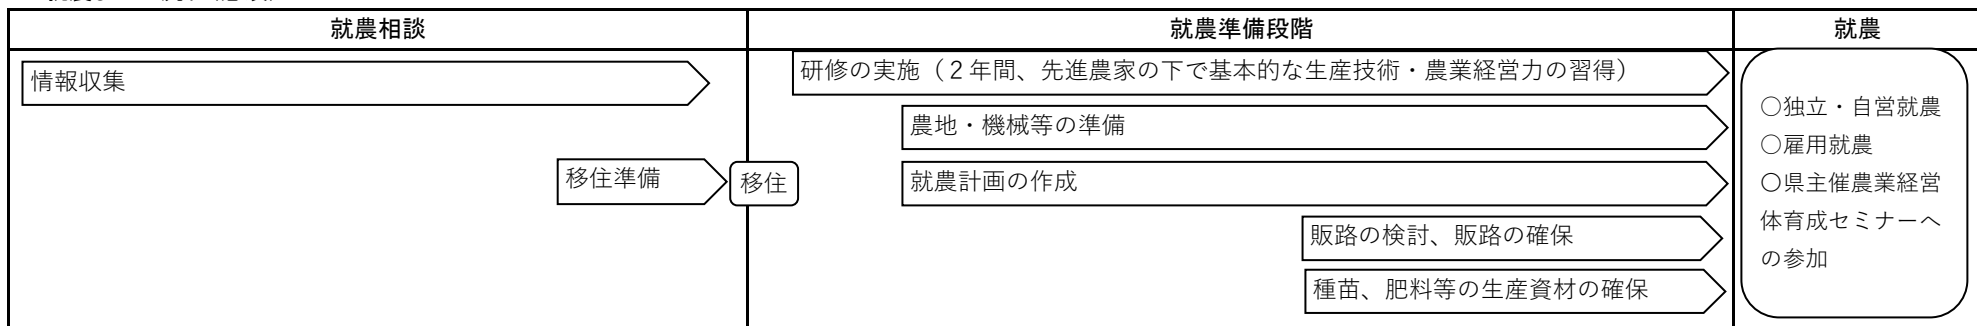 就農相談
就農準備段階
就農
情報収集
移住準備
移住
研修の実施（２年間、先進農家の下で基本的な生産技術・農業経営力の習得）
農地・機械等の準備
就農計画の作成
販路の検討、販路の確保
種苗、肥料等の生産資材の確保
○独立・自営就農
○雇用就農
○県主催農業経営
体育成セミナーへ
の参加